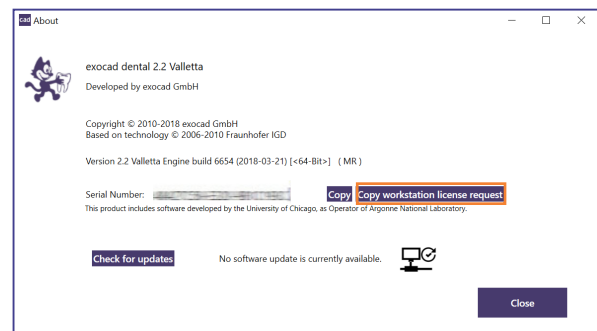 cad About
exocad dental 2.2 Valletta
Developed by exocad GmbH
Copyright © 2010-2018 exocad GmbH
Based on technology © 2006-2010 Fraunhofer IGD
Version 2.2 Valletta Engine build 6654 (2018-03-21) [<64-Bit>] ( MR )
Serial Number: Copy Copy workstation license request
This product includes software developed by the University of Chicago, as Operator of Argonne National Laboratory.
Check for updates No software update is currently available.
Close